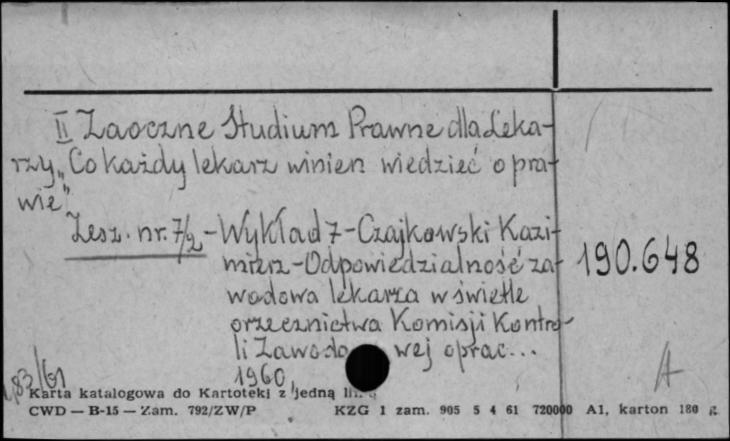 II Zaoczne Studium Prawne dla Leka-
rzy „Co każdy lekarz winien wiedzieć o pra-
wie"
Zesz. nr. 7/2 - Wykład 7 - Czajkowski Kazi-
mierz - Odpowiedzialność za-
wodowa lekarza w świetle
orzecznictwa Komisji Kontro-
li Zawodo wej oprac...
1960.
190.648
83/61
A
Karta katalogowa do Kartoteki z jedną
CWD — B-15 — Zam. 792/ZW/P KZG 1 zam. 905 5 4 61 720000 A1, karton 180 g